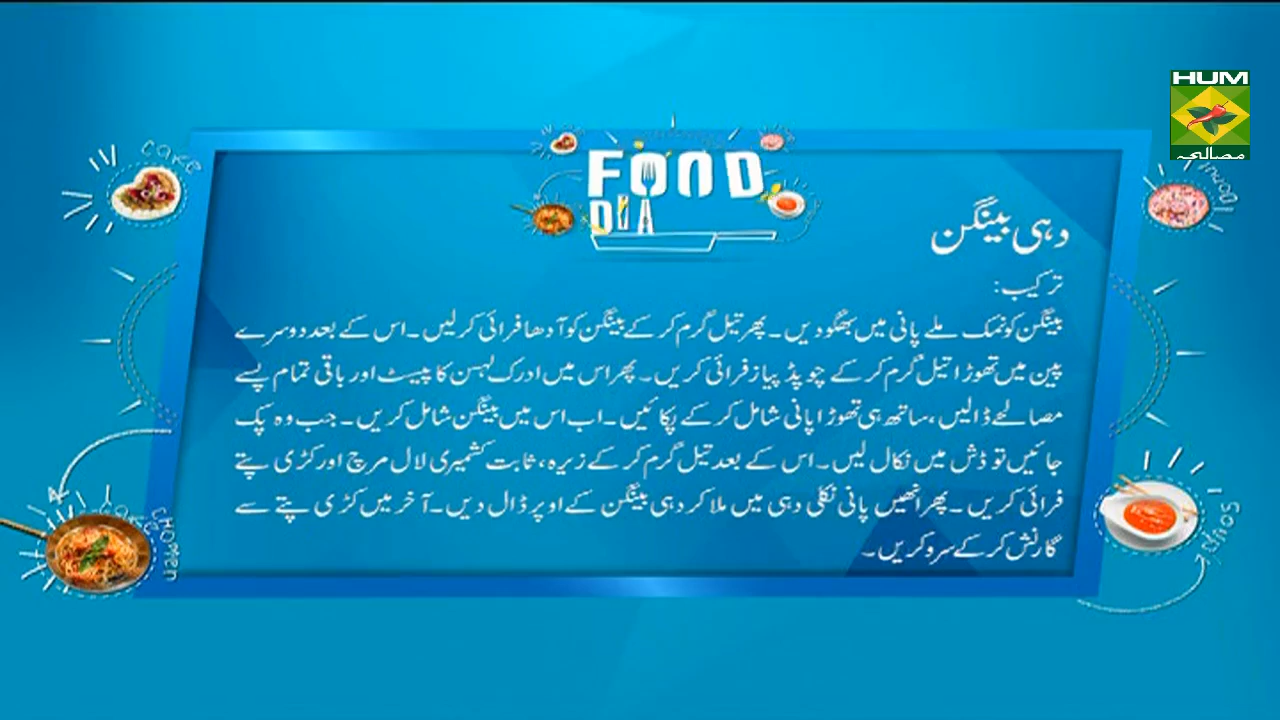 HUM
مصالحہ
CAKE
Donut
FOOD
DIA
دہی بینگن
ترکیب:
بینگن کو نمک ملے پانی میں بھگو دیں۔ پھر تیل گرم کر کے بینگن کو آدھا فرائی کر لیں۔ اس کے بعد دوسرے
پین میں تھوڑا تیل گرم کر کے چوپڈ پیاز فرائی کریں۔ پھر اس میں ادرک لہسن کا پیسٹ اور باقی تمام پسے
مصالحے ڈالیں، ساتھ ہی تھوڑا پانی شامل کر کے پکائیں۔ اب اس میں بینگن شامل کریں۔ جب وہ پک
جائیں تو ڈش میں نکال لیں۔ اس کے بعد تیل گرم کر کے زیرہ، ثابت کشمیری لال مرچ اور کڑی پتے
فرائی کریں۔ پھر انھیں پانی نکلی دہی میں ملا کر دہی بینگن کے اوپر ڈال دیں۔ آخر میں کڑی پتے سے
گارنش کر کے سرو کریں۔
CHOMEN
Soup